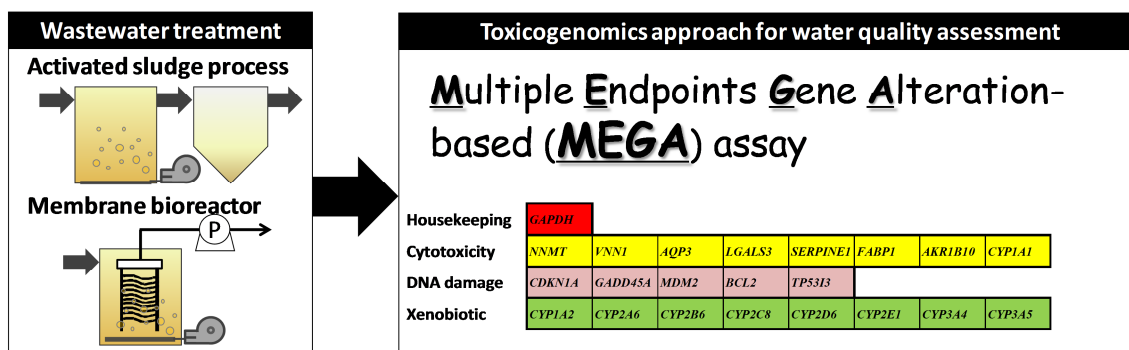 Wastewater treatment
Activated sludge process
Membrane bioreactor
P
Toxicogenomics approach for water quality assessment
Multiple Endpoints Gene Alteration-
based (MEGA) assay
Housekeeping GAPDH
Cytotoxicity NNMT VNN1 AQP3 LGALS3 SERPINE1 FABP1 AKR1B10 CYP1A1
DNA damage CDKN1A GADD45A MDM2 BCL2 TP53I3
Xenobiotic CYP1A2 CYP2A6 CYP2B6 CYP2C8 CYP2D6 CYP2E1 CYP3A4 CYP3A5